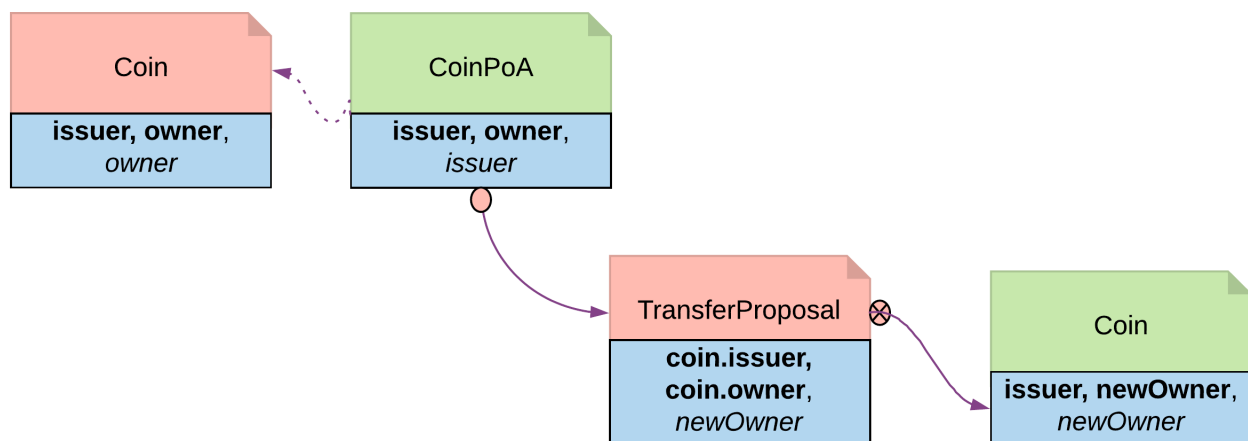 Coin
issuer, owner,
owner
CoinPoA
issuer, owner,
issuer
TransferProposal
coin.issuer,
coin.owner,
newOwner
Coin
issuer, newOwner,
newOwner